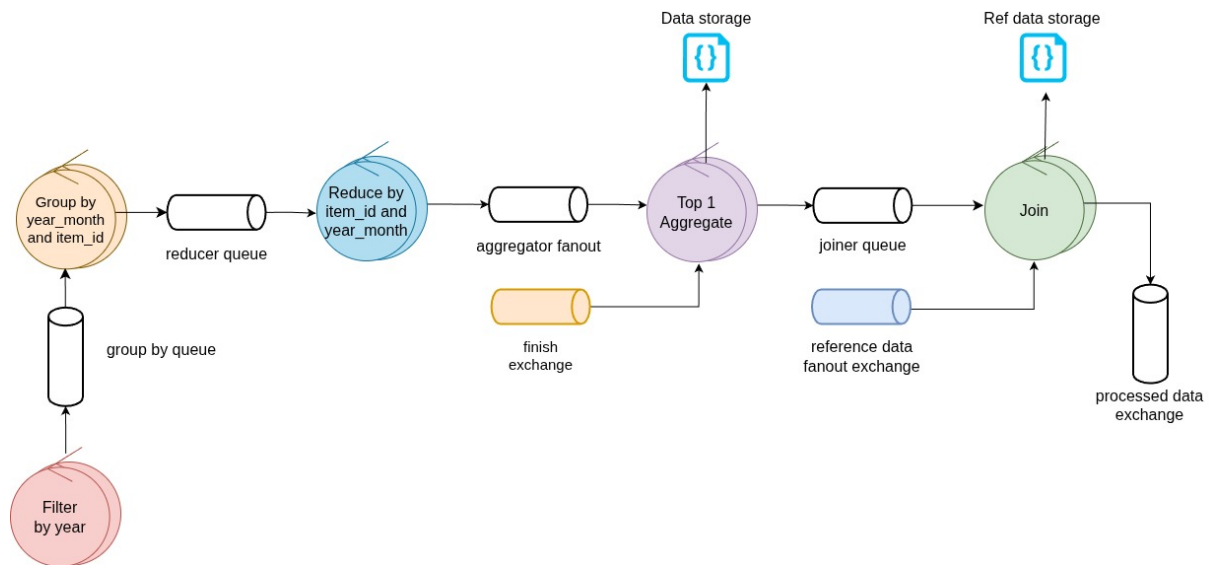 Data storage
Ref data storage
{}
{}
Group by
year_month
and item_id
reducer queue
Reduce by
item_id and
year_month
aggregator fanout
Top 1
Aggregate
joiner queue
Join
finish
exchange
reference data
fanout exchange
group by queue
processed data
exchange
Filter
by year